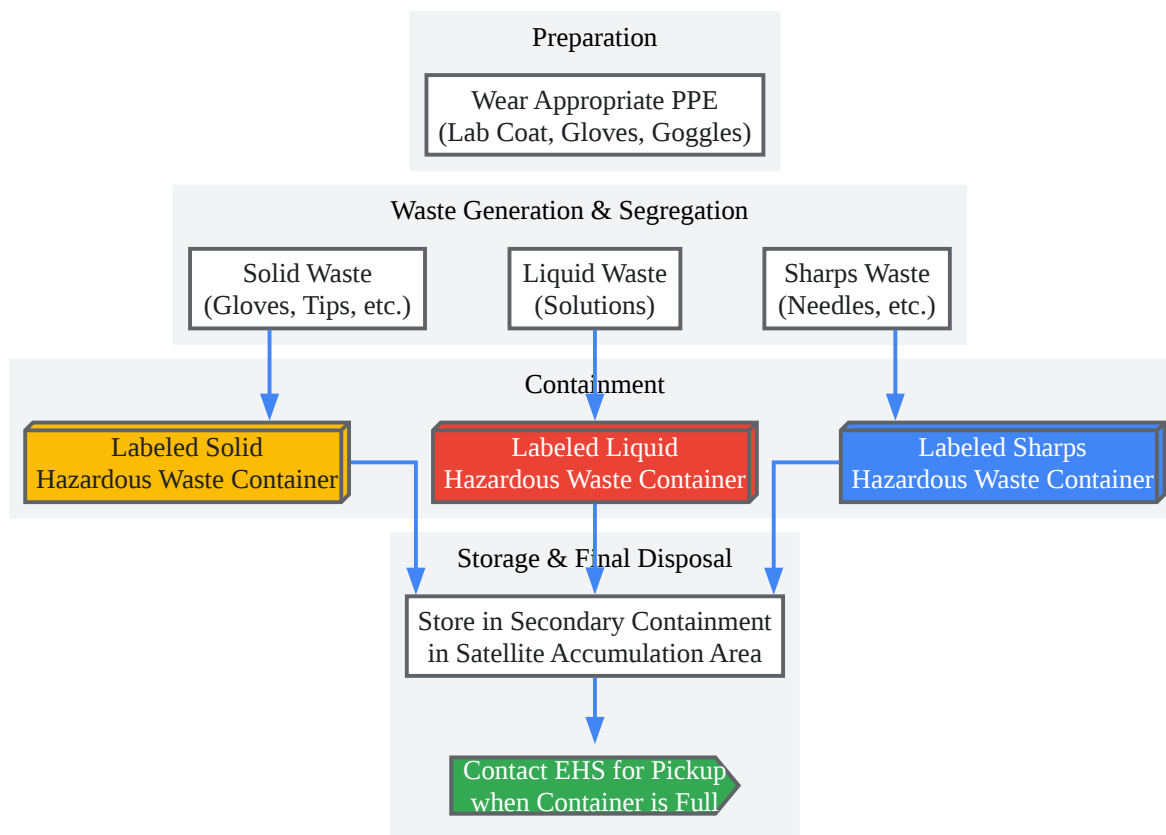 Preparation
Wear Appropriate PPE
(Lab Coat, Gloves, Goggles)
Waste Generation & Segregation
Solid Waste
(Gloves, Tips, etc.)
Liquid Waste
(Solutions)
Sharps Waste
(Needles, etc.)
Containment
Labeled Solid
Hazardous Waste Container
Labeled Liquid
Hazardous Waste Container
Labeled Sharps
Hazardous Waste Container
Storage & Final Disposal
Store in Secondary Containment
in Satellite Accumulation Area
Contact EHS for Pickup
when Container is Full